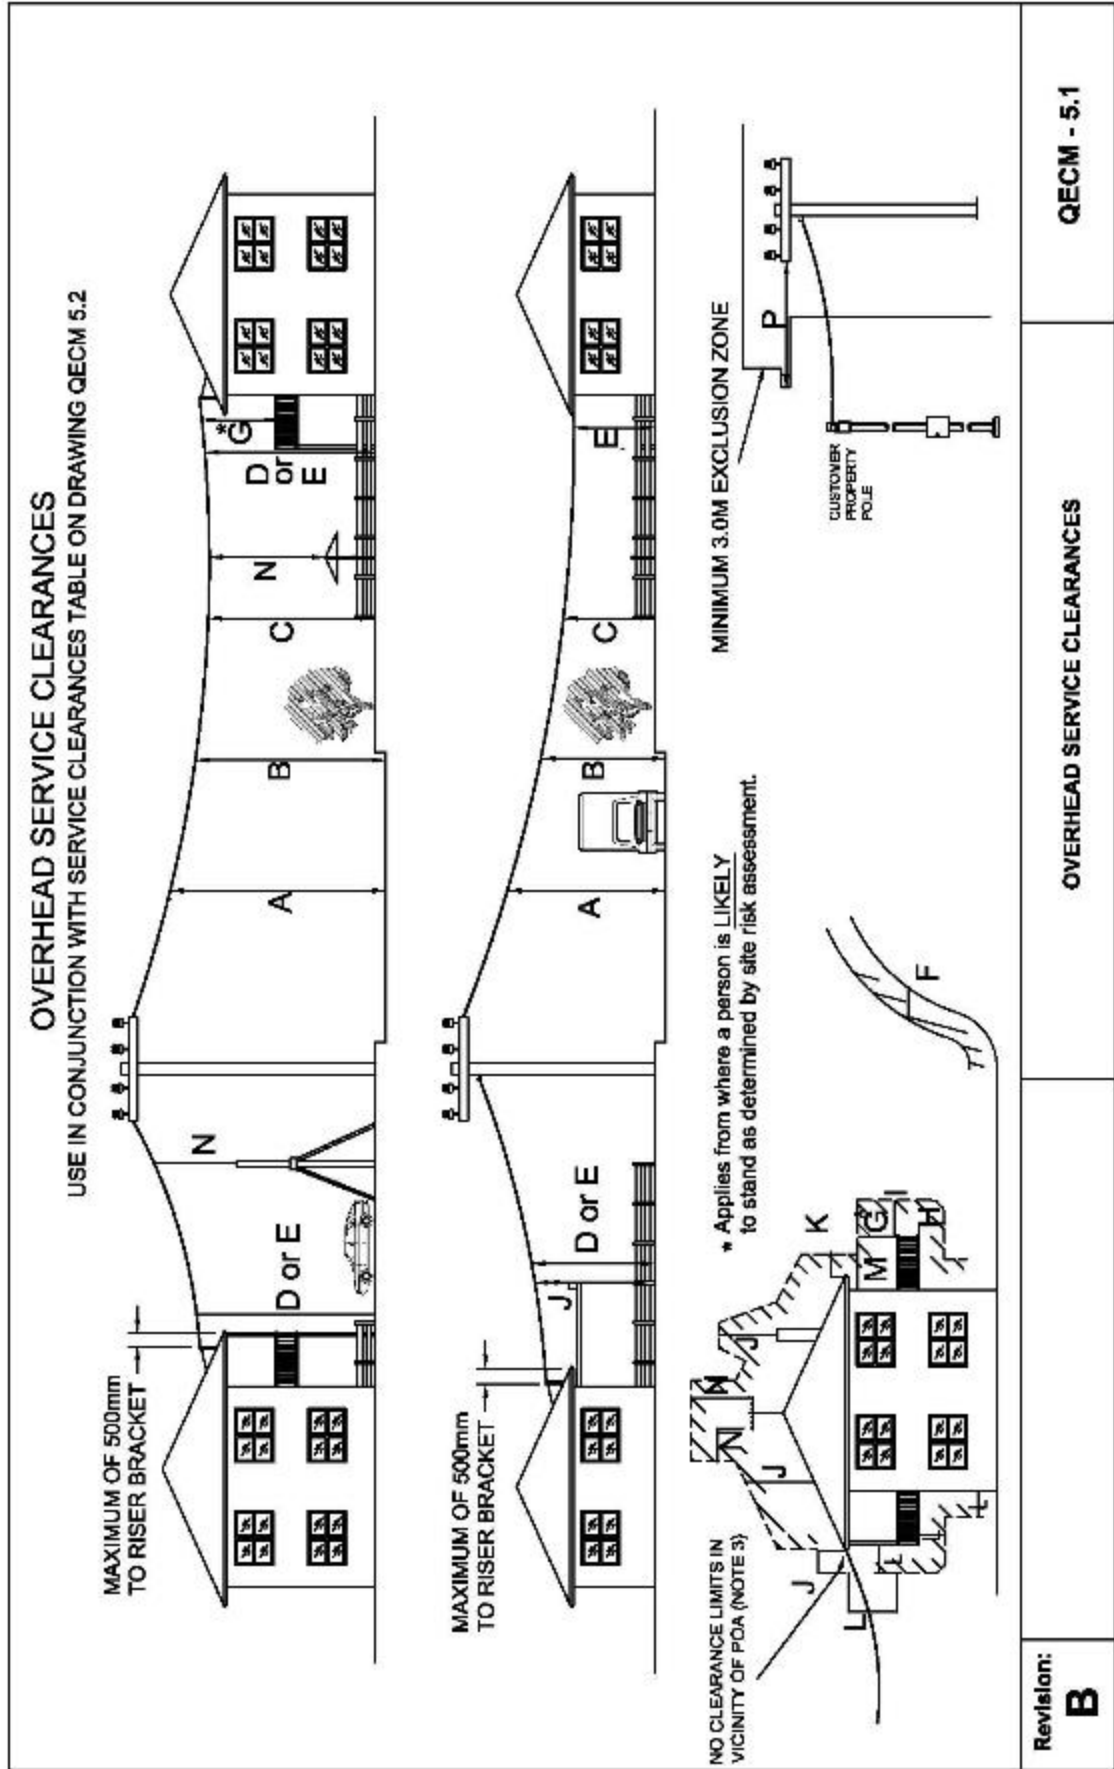 OVERHEAD SERVICE CLEARANCES
USE IN CONJUNCTION WITH SERVICE CLEARANCES TABLE ON DRAWING QECM 5.2
MAXIMUM OF 500mm
TO RISER BRACKET
D or E
N
A
B
C
N
D
or
E
*
G
MAXIMUM OF 500mm
TO RISER BRACKET
J
D or E
A
B
C
E
NO CLEARANCE LIMITS IN
VICINITY OF POA (NOTE 3)
L
J
J
N
N
J
K
M
G
I
H
L
* Applies from where a person is LIKELY
to stand as determined by site risk assessment.
F
MINIMUM 3.0M EXCLUSION ZONE
P
CUSTOMER
PROPERTY
POLE
Revision:
B
OVERHEAD SERVICE CLEARANCES
QECM - 5.1